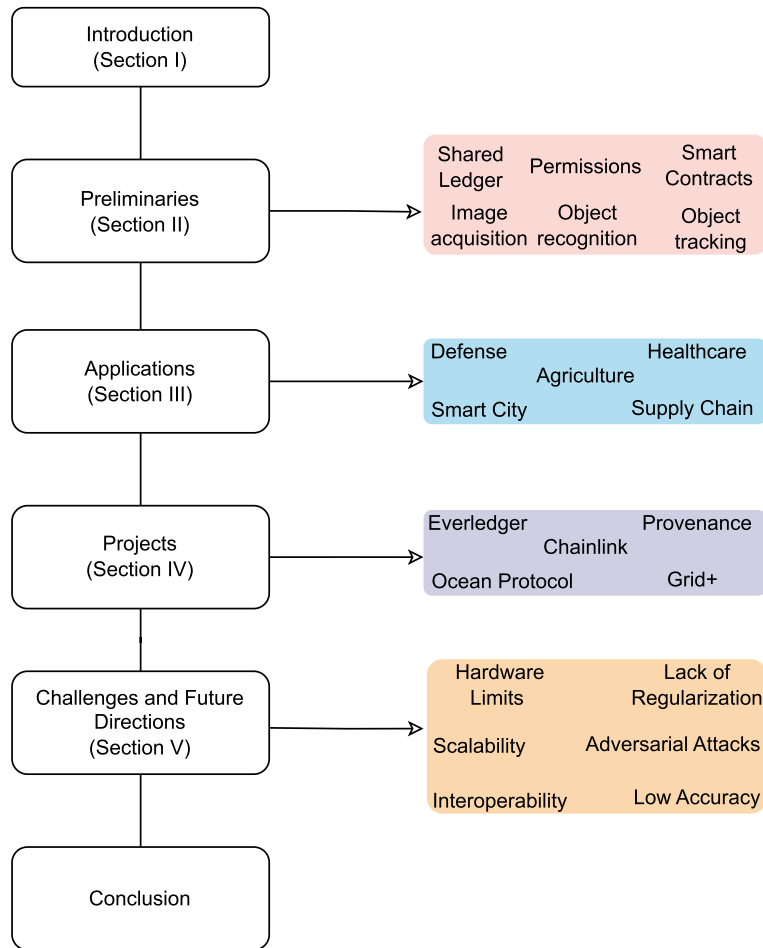 Introduction
(Section I)
Preliminaries
(Section II)
Shared
Ledger
Permissions
Smart
Contracts
Image
acquisition
Object
recognition
Object
tracking
Applications
(Section III)
Defense
Healthcare
Agriculture
Smart City
Supply Chain
Projects
(Section IV)
Everledger
Provenance
Chainlink
Ocean Protocol
Grid+
Challenges and Future
Directions
(Section V)
Hardware
Limits
Lack of
Regularization
Scalability
Adversarial Attacks
Interoperability
Low Accuracy
Conclusion